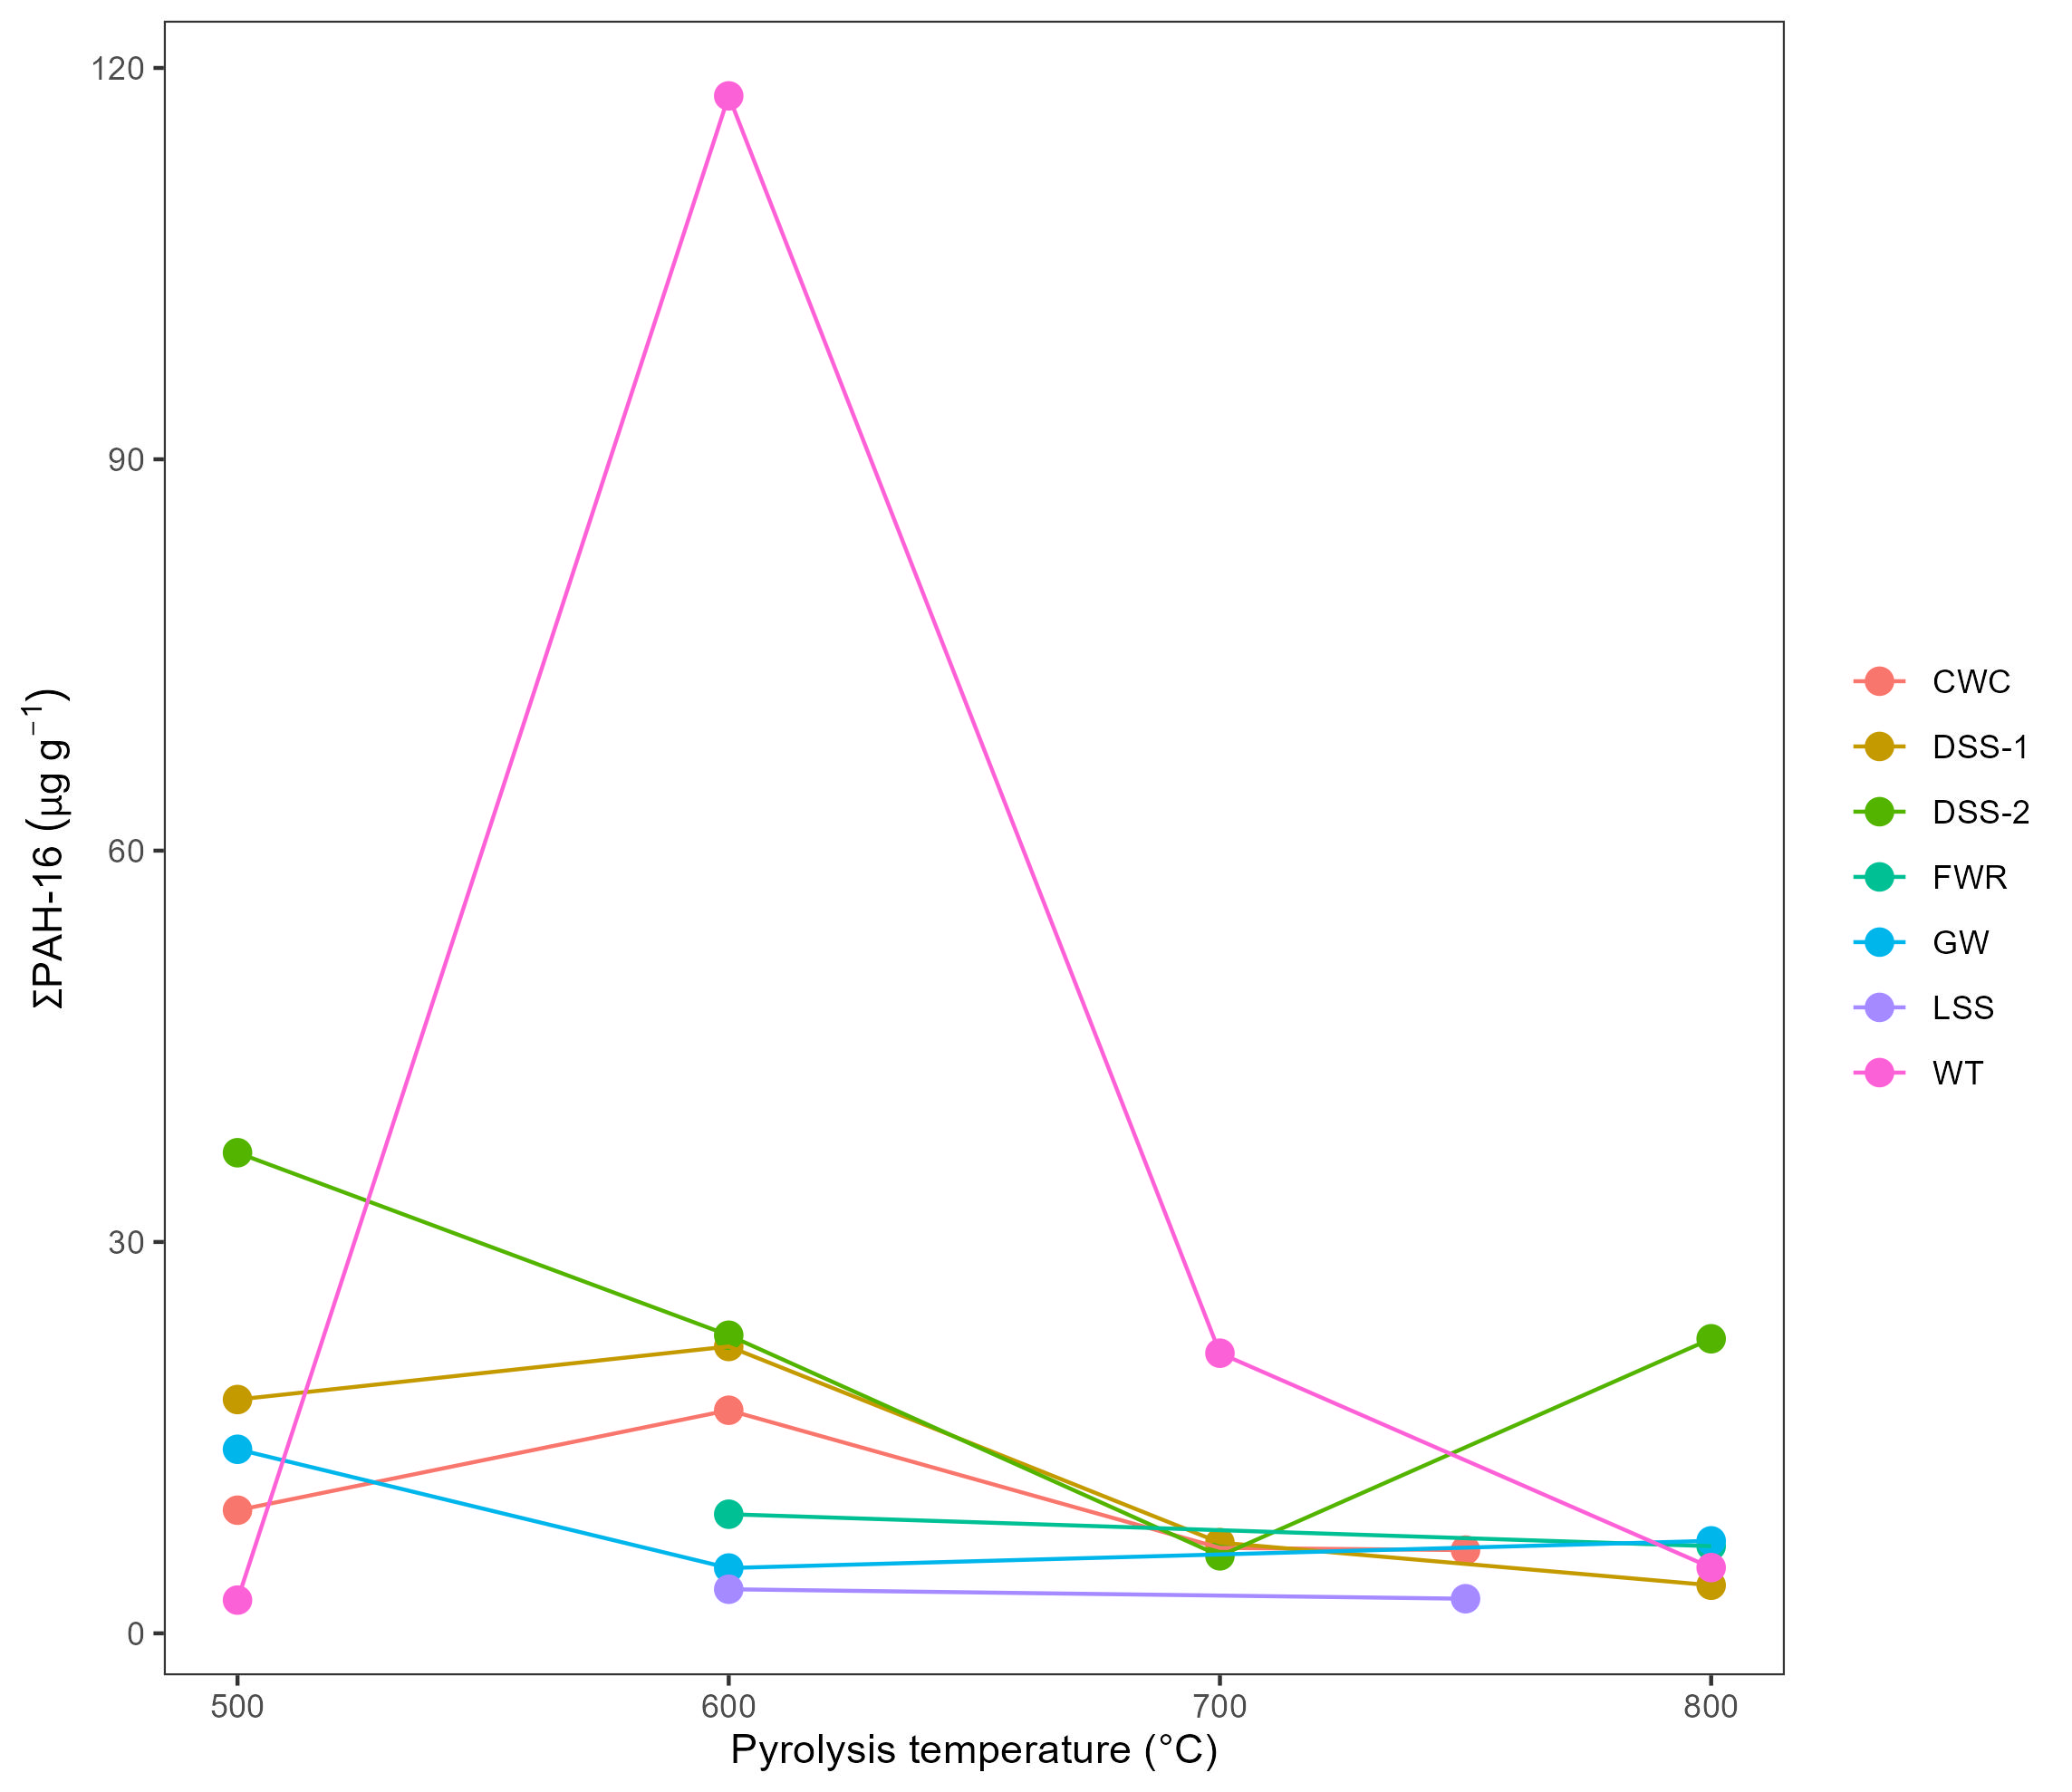 120
90
60
30
0
ΣPAH-16 (µg g⁻¹)
500 600 700 800
Pyrolysis temperature (°C)
CWC
DSS-1
DSS-2
FWR
GW
LSS
WT